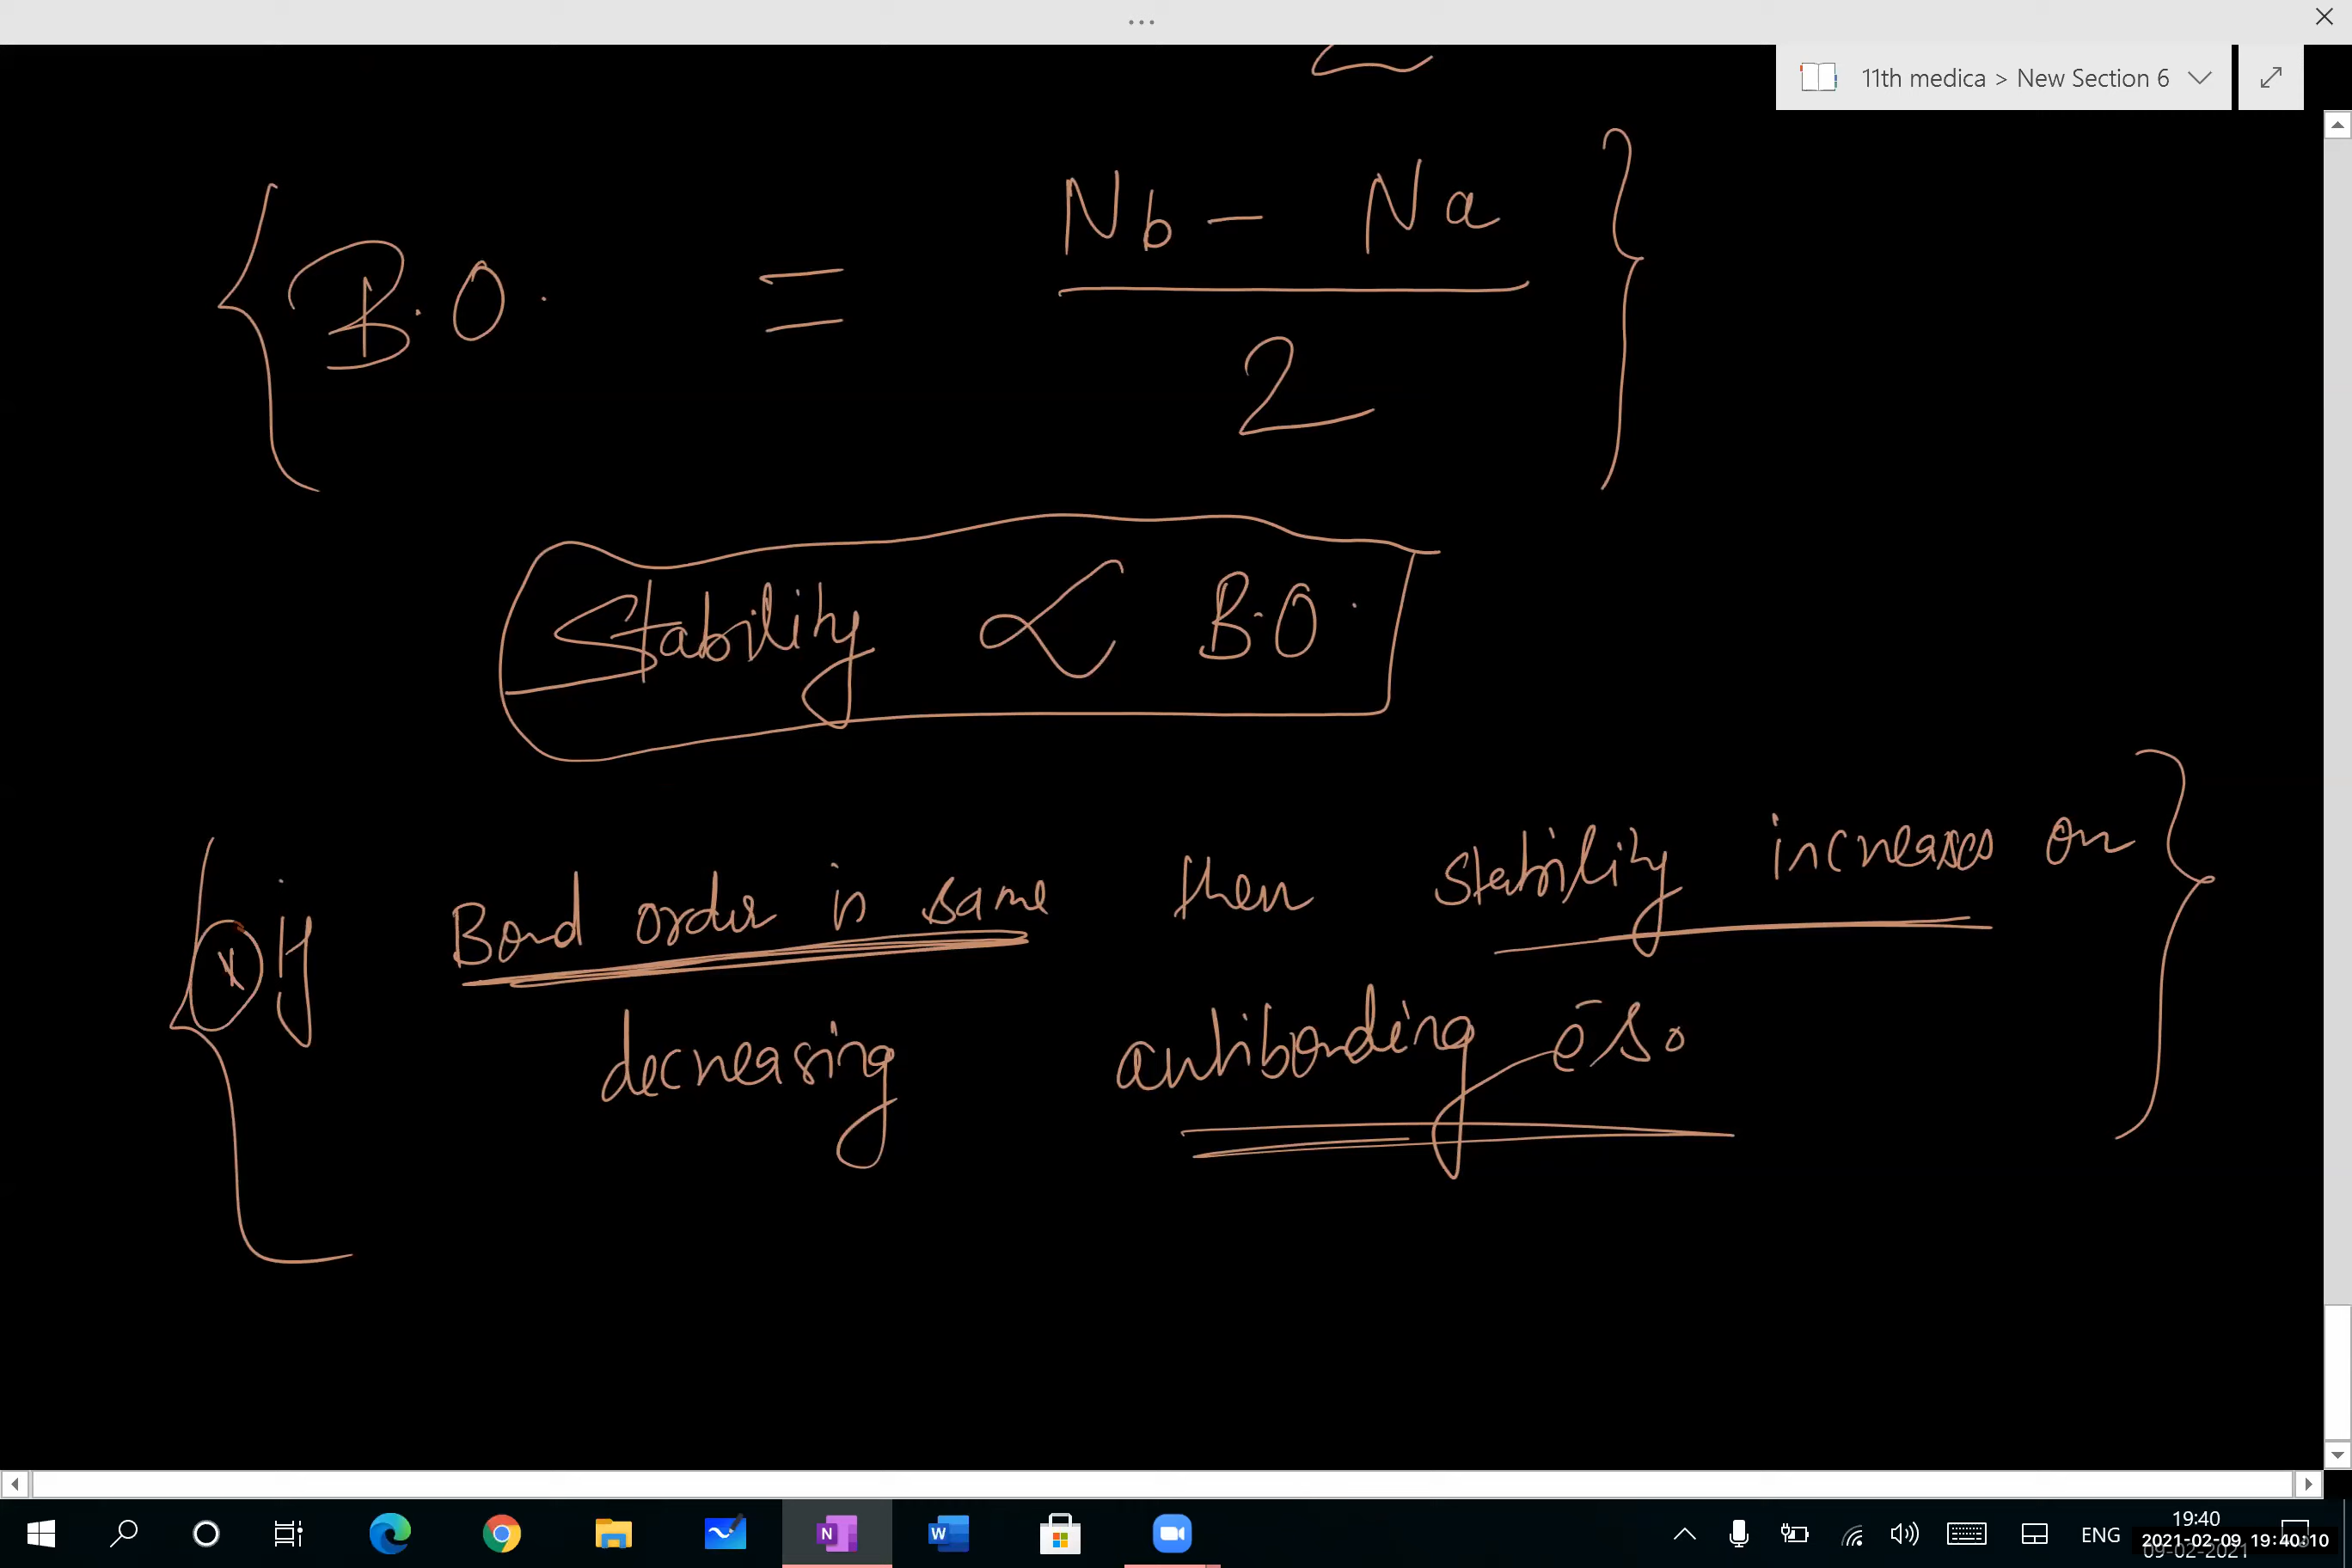 ...
11th medica > New Section 6
B.O. = Nb - Na
2
Stability ∝ B.O.
If Bond order is same then stability increases on
decreasing antibonding ēs.
N
W
ENG
19:40
09-02-2021
2021-02-09 19:40:10